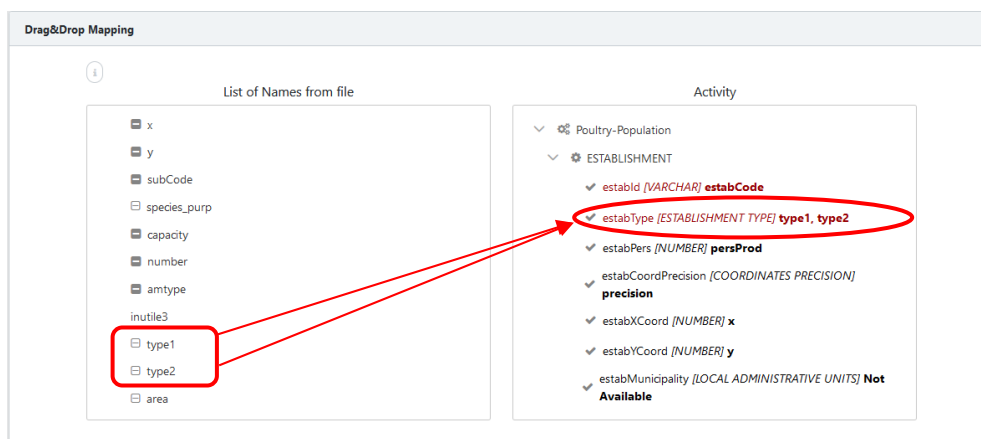 Drag&Drop Mapping
i
List of Names from file
x
y
subCode
species_purp
capacity
number
amtype
inutile3
type1
type2
area
Activity
Poultry-Population
ESTABLISHMENT
estabId [VARCHAR] estabCode
estabType [ESTABLISHMENT TYPE] type1, type2
estabPers [NUMBER] persProd
estabCoordPrecision [COORDINATES PRECISION]
precision
estabXCoord [NUMBER] x
estabYCoord [NUMBER] y
estabMunicipality [LOCAL ADMINISTRATIVE UNITS] Not
Available